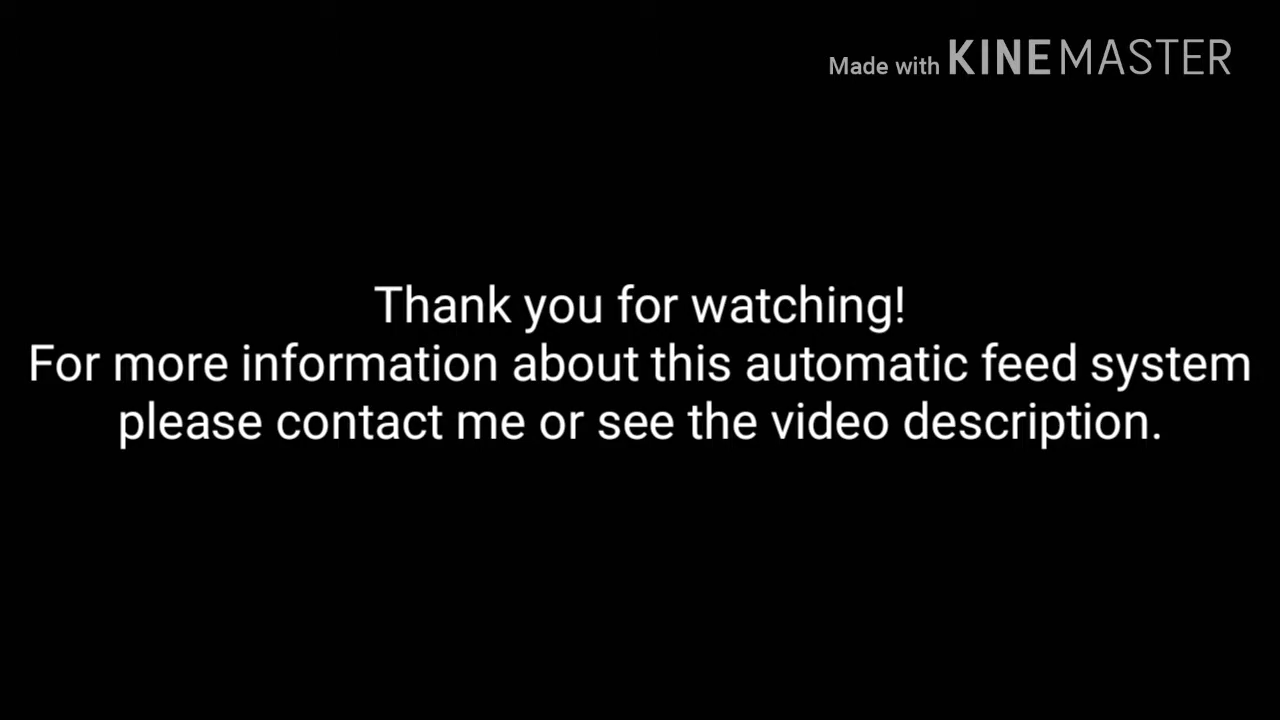 Made with KINEMASTER
Thank you for watching!
For more information about this automatic feed system
please contact me or see the video description.